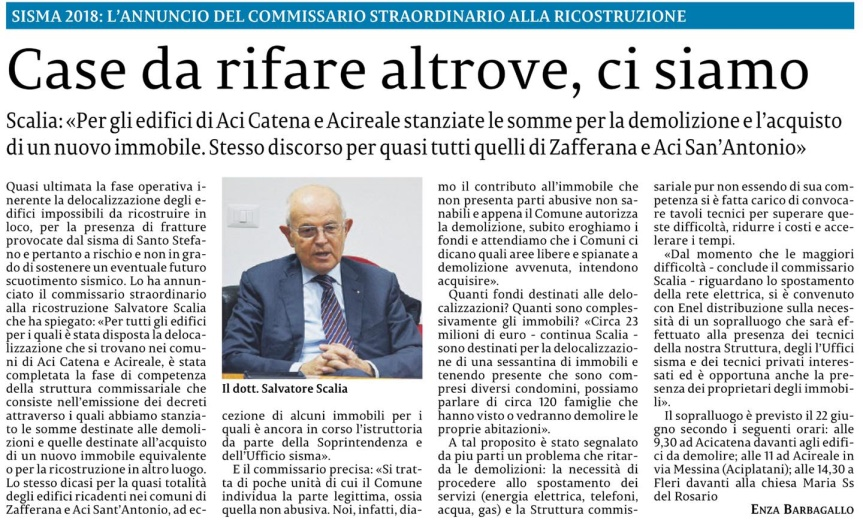 SISMA 2018: L'ANNUNCIO DEL COMMISSARIO STRAORDINARIO ALLA RICOSTRUZIONE
Case da rifare altrove, ci siamo
Scalia: «Per gli edifici di Aci Catena e Acireale stanziate le somme per la demolizione e l'acquisto
di un nuovo immobile. Stesso discorso per quasi tutti quelli di Zafferana e Aci San'Antonio»
Quasi ultimata la fase operativa i-
nerente la delocalizzazione degli e-
difici impossibili da ricostruire in
loco, per la presenza di fratture
provocate dal sisma di Santo Stefa-
no e pertanto a rischio e non in gra-
do di sostenere un eventuale futuro
scuotimento sismico. Lo ha annun-
ciato il commissario straordinario
alla ricostruzione Salvatore Scalia
che ha spiegato: «Per tutti gli edifici
per i quali è stata disposta la deloca-
lizzazione che si trovano nei comu-
ni di Aci Catena e Acireale, è stata
completata la fase di competenza
della struttura commissariale che
consiste nell'emissione dei decreti
attraverso i quali abbiamo stanzia-
to le somme destinate alle demoli-
zioni e quelle destinate all'acquisto
di un nuovo immobile equivalente
o per la ricostruzione in altro luogo.
Lo stesso dicasi per la quasi totalità
degli edifici ricadenti nei comuni di
Zafferana e Aci Sant'Antonio, ad ec-
Il dott. Salvatore Scalia
cezione di alcuni immobili per i
quali è ancora in corso l'istruttoria
da parte della Soprintendenza e
dell'Ufficio sisma».
E il commissario precisa: «Si trat-
ta di poche unità di cui il Comune
individua la parte legittima, ossia
quella non abusiva. Noi, infatti, dia-
mo il contributo all'immobile che
non presenta parti abusive non sa-
nabili e appena il Comune autorizza
la demolizione, subito eroghiamo i
fondi e attendiamo che i Comuni ci
dicano quali aree libere e spianate a
demolizione avvenuta, intendono
acquisire».
Quanti fondi destinati alle delo-
calizzazioni? Quanti sono comples-
sivamente gli immobili? «Circa 23
milioni di euro - continua Scalia -
sono destinati per la delocalizzazio-
ne di una sessantina di immobili e
tenendo presente che sono com-
presi diversi condomini, possiamo
parlare di circa 120 famiglie che
hanno visto o vedranno demolire le
proprie abitazioni».
A tal proposito è stato segnalato
da piu parti un problema che ritar-
da le demolizioni: la necessità di
procedere allo spostamento dei
servizi (energia elettrica, telefoni,
acqua, gas) e la Struttura commis-
sariale pur non essendo di sua com-
petenza si è fatta carico di convoca-
re tavoli tecnici per superare que-
ste difficoltà, ridurre i costi e acce-
lerare i tempi.
«Dal momento che le maggiori
difficoltà - conclude il commissario
Scalia - riguardano lo spostamento
della rete elettrica, si è convenuto
con Enel distribuzione sulla neces-
sità di un sopralluogo che sarà ef-
fettuato alla presenza dei tecnici
della nostra Struttura, degli l'Uffici
sisma e dei tecnici privati interes-
sati ed è opportuna anche la pre-
senza dei proprietari degli immobi-
li».
Il sopralluogo è previsto il 22 giu-
gno secondo i seguenti orari: alle
9,30 ad Acicatena davanti agli edifici
da demolire; alle 11 ad Acireale in
via Messina (Aciplatani); alle 14,30 a
Fleri davanti alla chiesa Maria Ss
del Rosario
ENZA BARBAGALLO